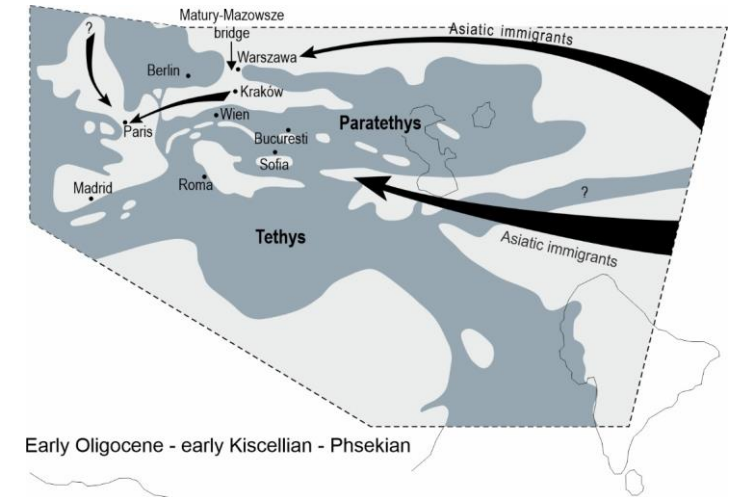 Matury-Mazowsze
bridge
Asiatic immigrants
?
Warszawa
Berlin
Kraków
Wien
Paris
Paratethys
Bucuresti
Sofia
Madrid
Roma
?
Tethys
Asiatic immigrants
Early Oligocene - early Kiscellian - Phsekian